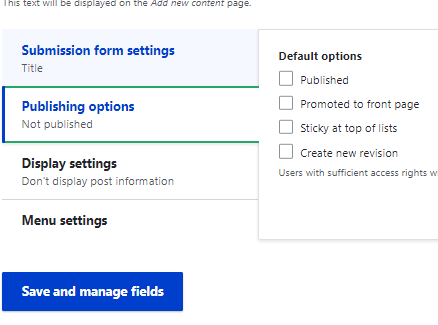 This text will be displayed on the Add new content page.
Submission form settings
Title
Publishing options
Not published
Display settings
Don't display post information
Menu settings
Default options
Published
Promoted to front page
Sticky at top of lists
Create new revision
Users with sufficient access rights
Save and manage fields